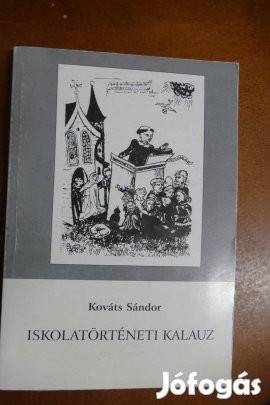 Kováts Sándor
ISKOLATÖRTÉNETI KALAUZ
Jófogás